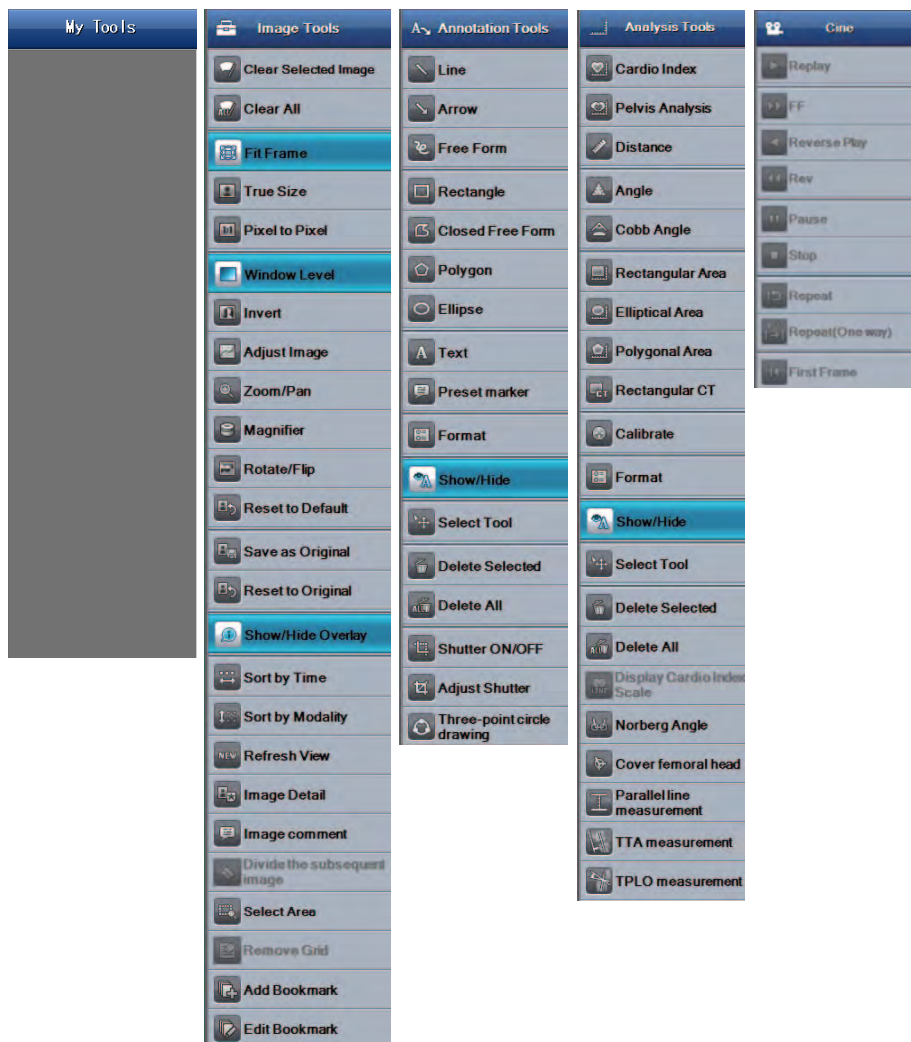 My Tools
Image Tools
Clear Selected Image
Clear All
Fit Frame
True Size
Pixel to Pixel
Window Level
Invert
Adjust Image
Zoom/Pan
Magnifier
Rotate/Flip
Reset to Default
Save as Original
Reset to Original
Show/Hide Overlay
Sort by Time
Sort by Modality
NEW Refresh View
Image Detail
Image comment
Divide the subsequent
image
Select Area
Remove Grid
Add Bookmark
Edit Bookmark
Annotation Tools
Line
Arrow
Free Form
Rectangle
Closed Free Form
Polygon
Ellipse
A Text
Preset marker
Format
Show/Hide
Select Tool
Delete Selected
Delete All
Shutter ON/OFF
Adjust Shutter
Three-point circle
drawing
Analysis Tools
Cardio Index
Pelvis Analysis
Distance
Angle
Cobb Angle
Rectangular Area
Elliptical Area
Polygonal Area
Rectangular CT
Calibrate
Format
Show/Hide
Select Tool
Delete Selected
Delete All
Display Cardio Index
Scale
Norberg Angle
Cover femoral head
Parallel line
measurement
TTA measurement
TPLO measurement
Cine
Replay
FF
Reverse Play
Rev
Pause
Stop
Repeat
Repeat(One way)
First Frame